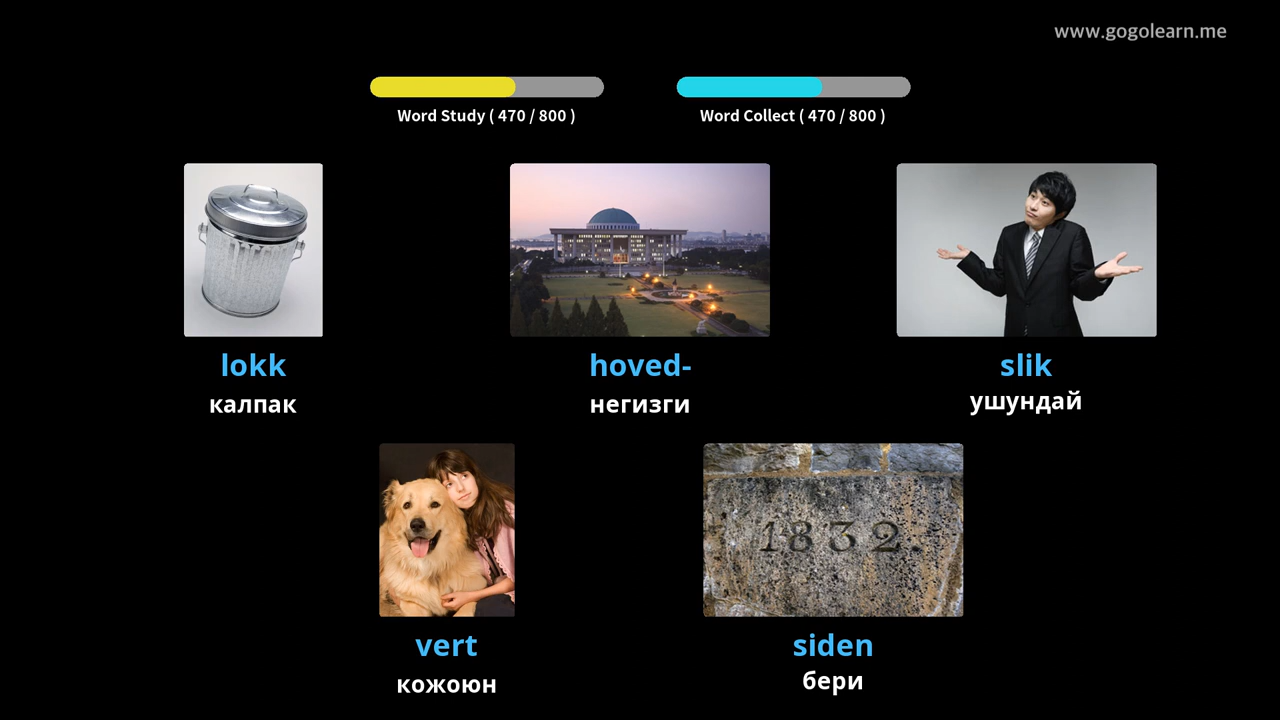 www.gogolearn.me
Word Study ( 470 / 800 )
Word Collect ( 470 / 800 )
lokk
калпак
hoved-
негизги
slik
ушундай
1832.
vert
кожоюн
siden
бери